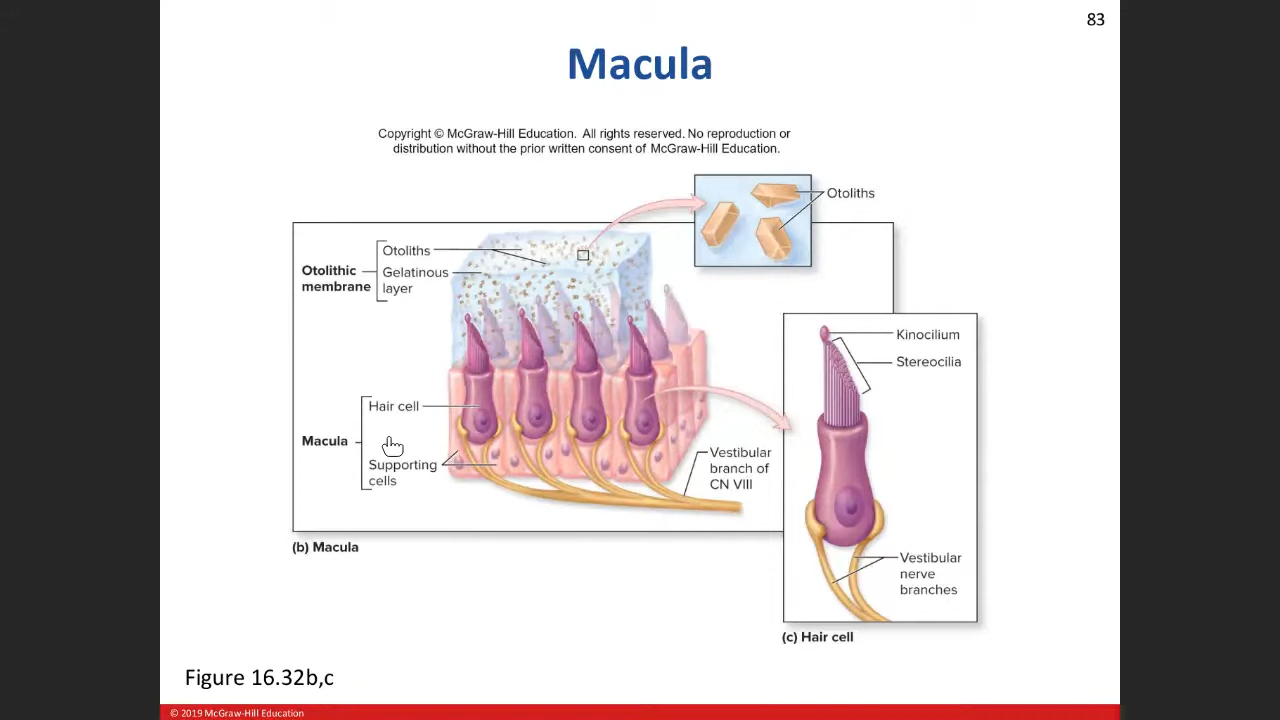 83
Macula
Copyright © McGraw-Hill Education. All rights reserved. No reproduction or
distribution without the prior written consent of McGraw-Hill Education.
Otoliths
Otoliths
Otolithic
membrane
Gelatinous
layer
Kinocilium
Stereocilia
Hair cell
Macula
Supporting
cells
Vestibular
branch of
CN VIII
(b) Macula
Vestibular
nerve
branches
(c) Hair cell
Figure 16.32b,c
© 2019 McGraw-Hill Education